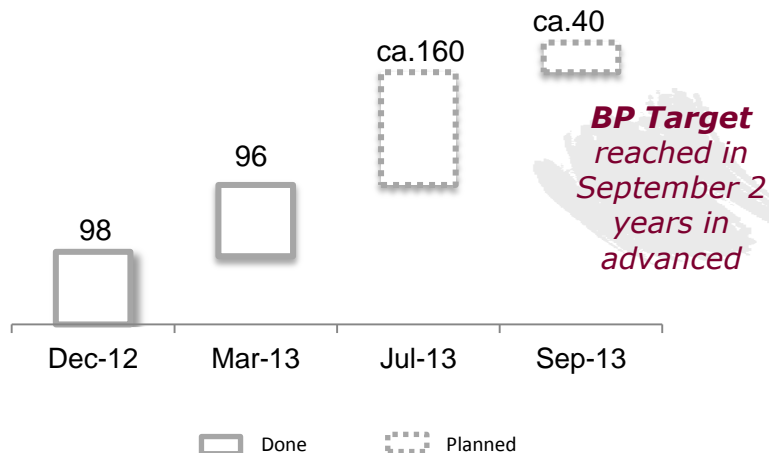 ca.40
ca.160
96
98
BP Target
reached in
September 2
years in
advanced
Dec-12
Mar-13
Jul-13
Sep-13
Done
Planned